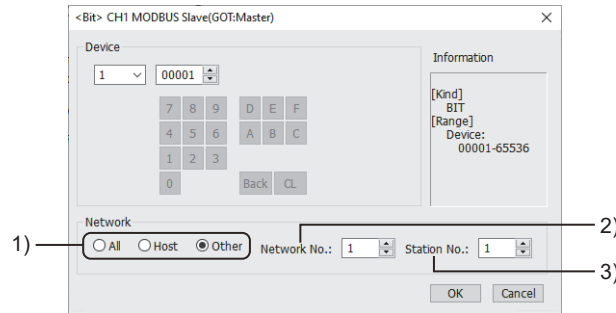 <Bit> CH1 MODBUS Slave(GOT:Master)
Device
1 00001
7 8 9 D E F
4 5 6 A B C
1 2 3
0 Back CL
Information
[Kind]
BIT
[Range]
Device:
00001-65536
Network
1) All Host Other Network No.: 1 Station No.: 1
2)
3)
OK Cancel